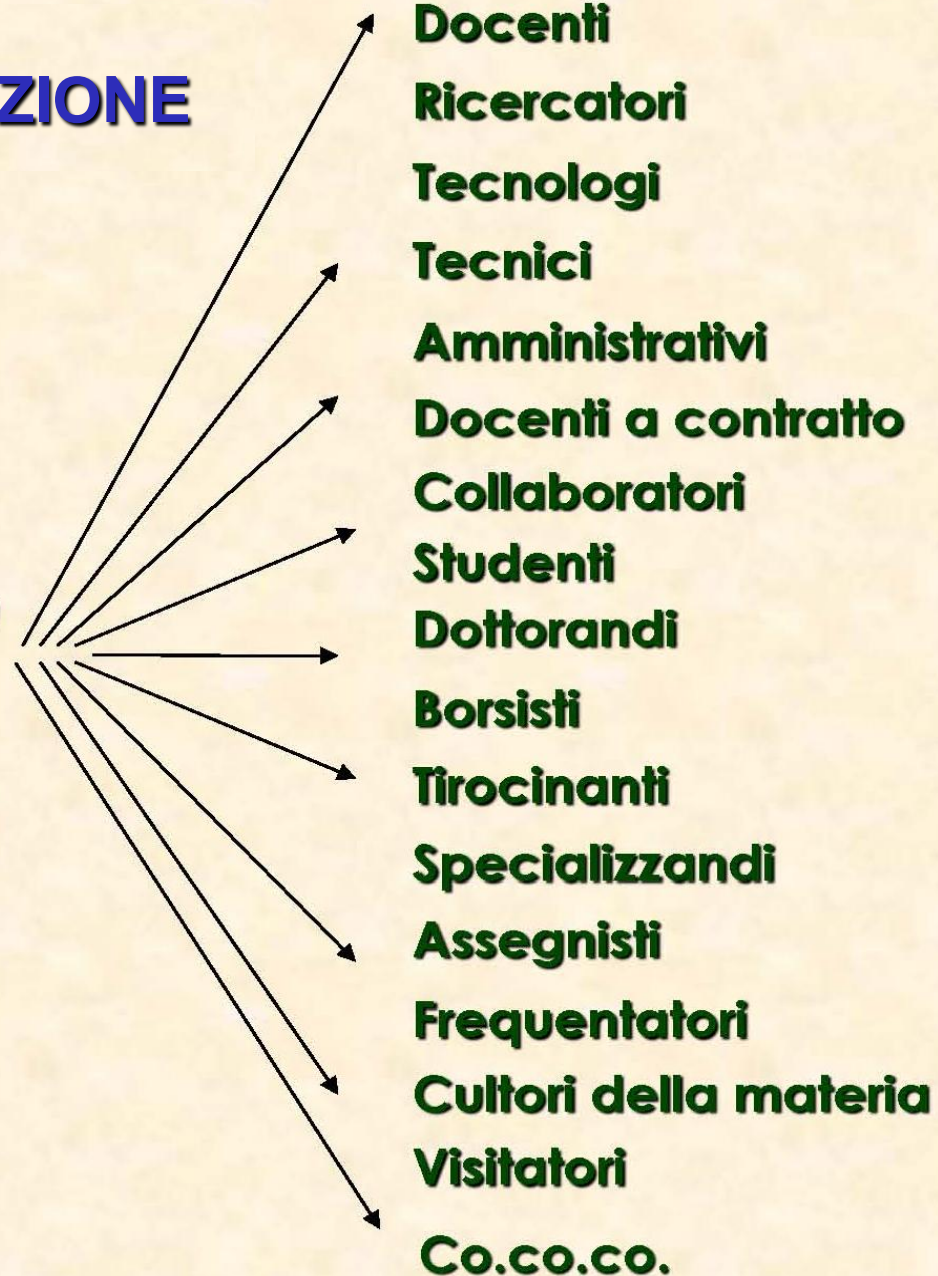 ZIONE
Docenti
Ricercatori
Tecnologi
Tecnici
Amministrativi
Docenti a contratto
Collaboratori
Studenti
Dottorandi
Borsisti
Tirocinanti
Specializzandi
Assegnisti
Frequentatori
Cultori della materia
Visitatori
Co.co.co.